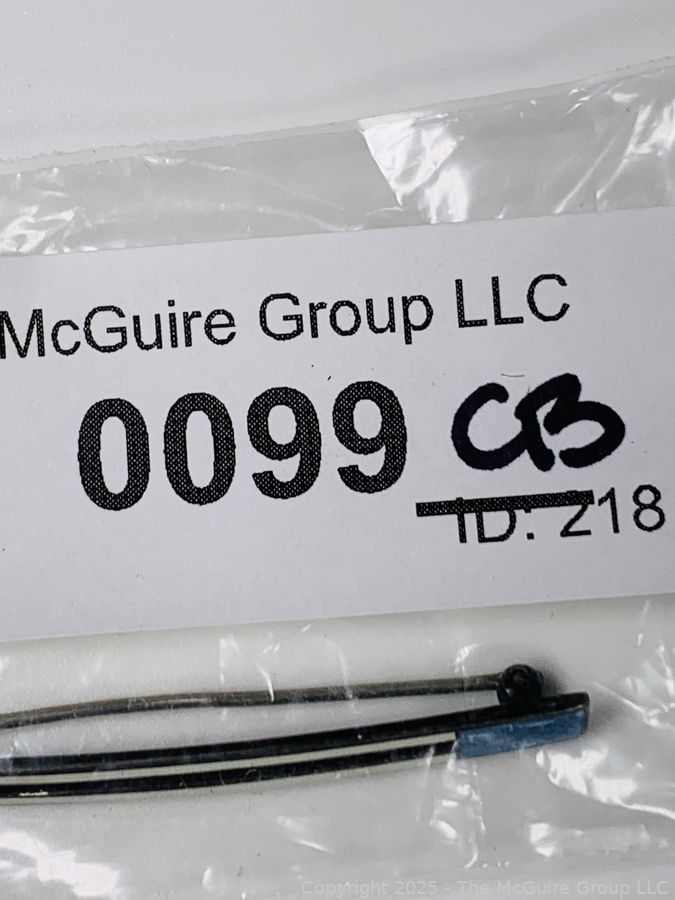 McGuire Group LLC
0099 CB
ID: 218
Copyright 2025 - The McGuire Group LLC